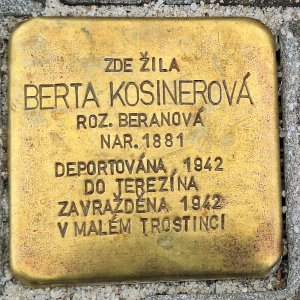 ZDE ŽILA
BERTA KOSINEROVÁ
ROZ. BERANOVÁ
NAR. 1881
DEPORTOVÁNA 1942
DO TEREZÍNA
ZAVRAŽDĚNA 1942
V MALÉM TROSTINCI